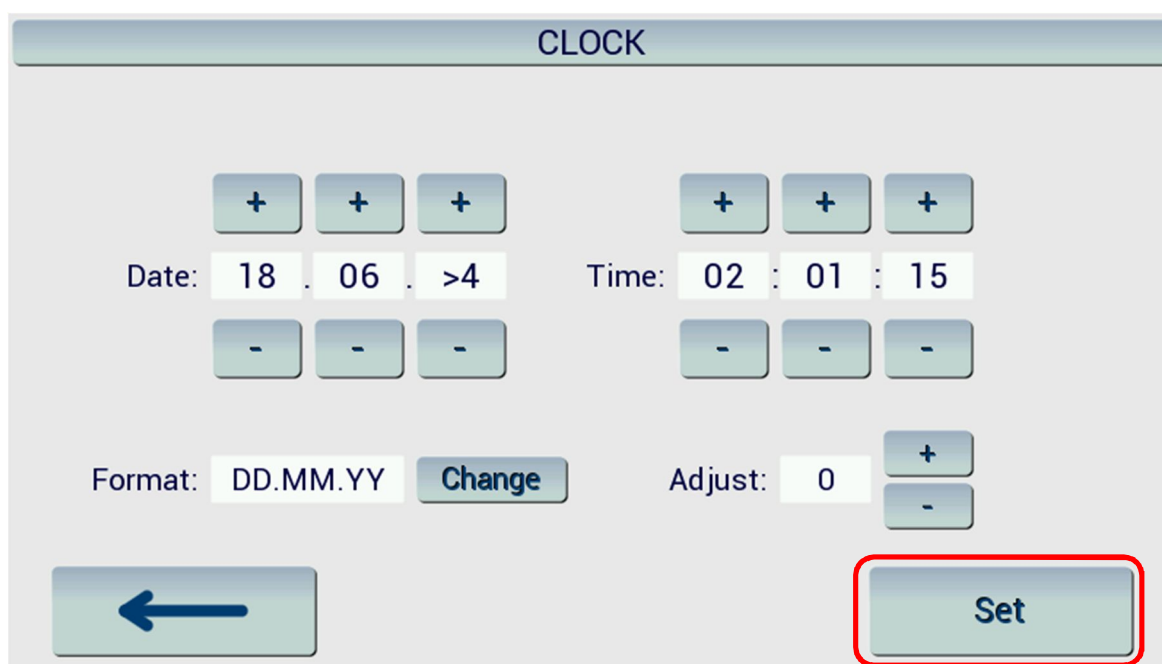 CLOCK
+ + + + + +
Date: 18 . 06 . >4 Time: 02 : 01 : 15
- - - - - -
+
Format: DD.MM.YY Change Adjust: 0
-
Set